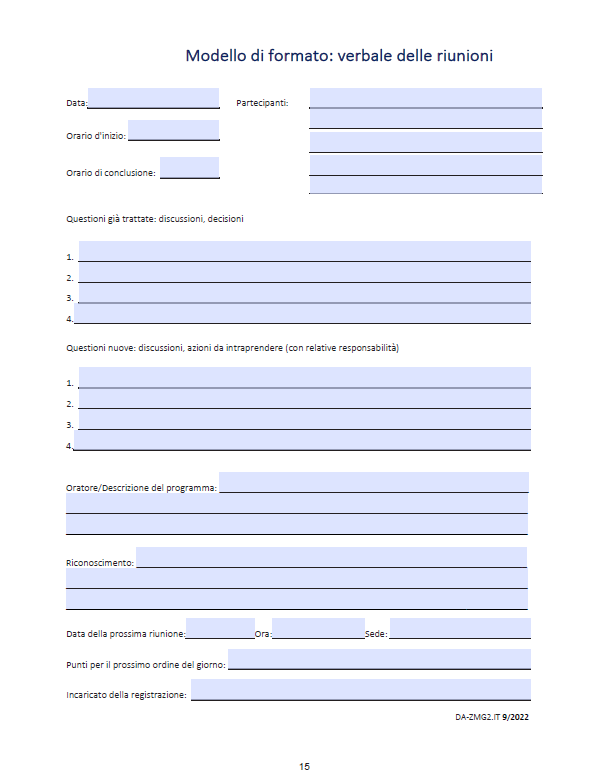 Modello di formato: verbale delle riunioni
Data: Partecipanti:
Orario d'inizio:
Orario di conclusione:
Questioni già trattate: discussioni, decisioni
1.
2.
3.
4.
Questioni nuove: discussioni, azioni da intraprendere (con relative responsabilità)
1.
2.
3.
4.
Oratore/Descrizione del programma:
Riconoscimento:
Data della prossima riunione: Ora: Sede:
Punti per il prossimo ordine del giorno:
Incaricato della registrazione:
DA-ZMG2.IT 9/2022
15